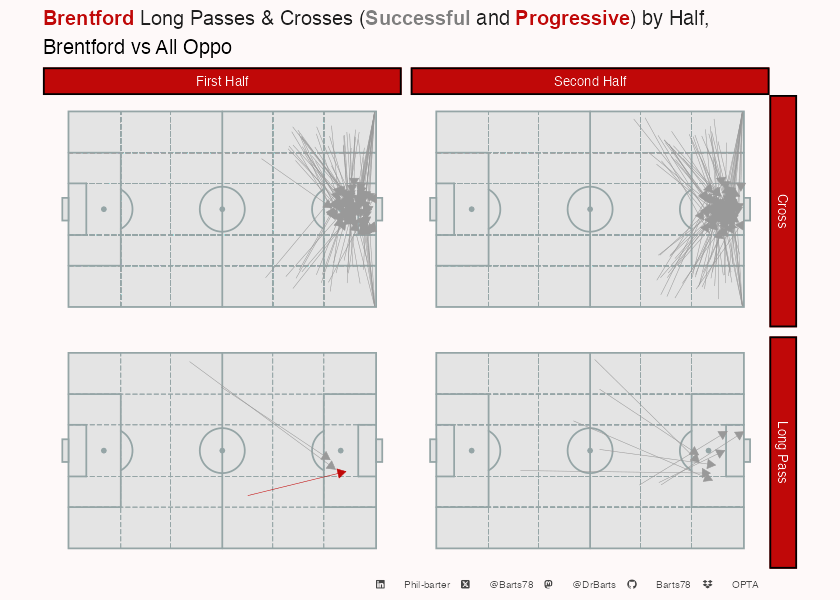 Brentford Long Passes & Crosses (Successful and Progressive) by Half,
Brentford vs All Oppo
First Half
Second Half
Cross
Long Pass
Phil-barter @Barts78 @DrBarts Barts78 OPTA